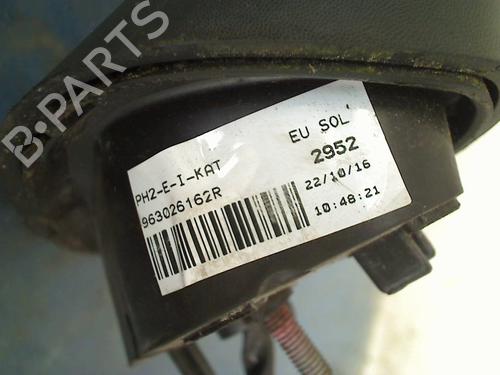 B-PARTS
PH2-E-I-KAT
963026162R
EU SOL
2952
22/10/16
10:48:21